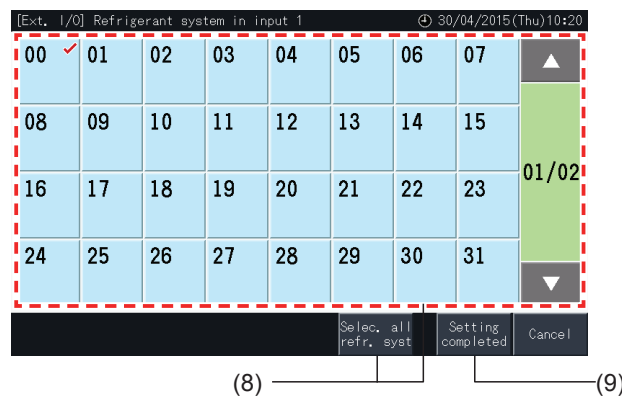 [Ext. I/O] Refrigerant system in input 1 30/04/2015(Thu)10:20
00 01 02 03 04 05 06 07
08 09 10 11 12 13 14 15
01/02
16 17 18 19 20 21 22 23
24 25 26 27 28 29 30 31
Selec. all Setting Cancel
refr. syst completed
(8) (9)